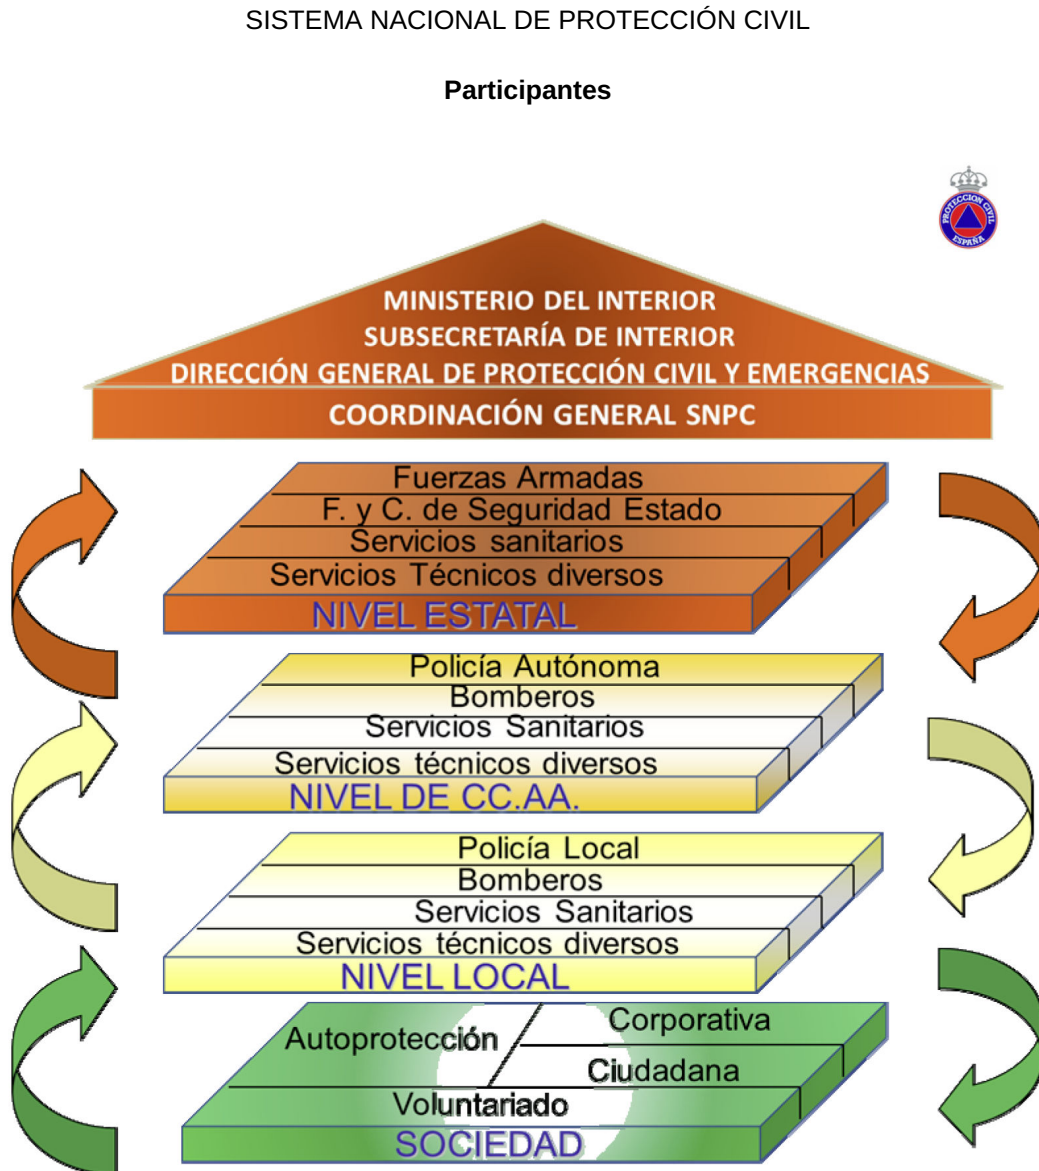 SISTEMA NACIONAL DE PROTECCIÓN CIVIL
Participantes
PROTECCION CIVIL
ESPAÑA
MINISTERIO DEL INTERIOR
SUBSECRETARÍA DE INTERIOR
DIRECCIÓN GENERAL DE PROTECCIÓN CIVIL Y EMERGENCIAS
COORDINACIÓN GENERAL SNPC
Fuerzas Armadas
F. y C. de Seguridad Estado
Servicios sanitarios
Servicios Técnicos diversos
NIVEL ESTATAL
Policía Autónoma
Bomberos
Servicios Sanitarios
Servicios técnicos diversos
NIVEL DE CC.AA.
Policía Local
Bomberos
Servicios Sanitarios
Servicios técnicos diversos
NIVEL LOCAL
Autoprotección
Corporativa
Ciudadana
Voluntariado
SOCIEDAD